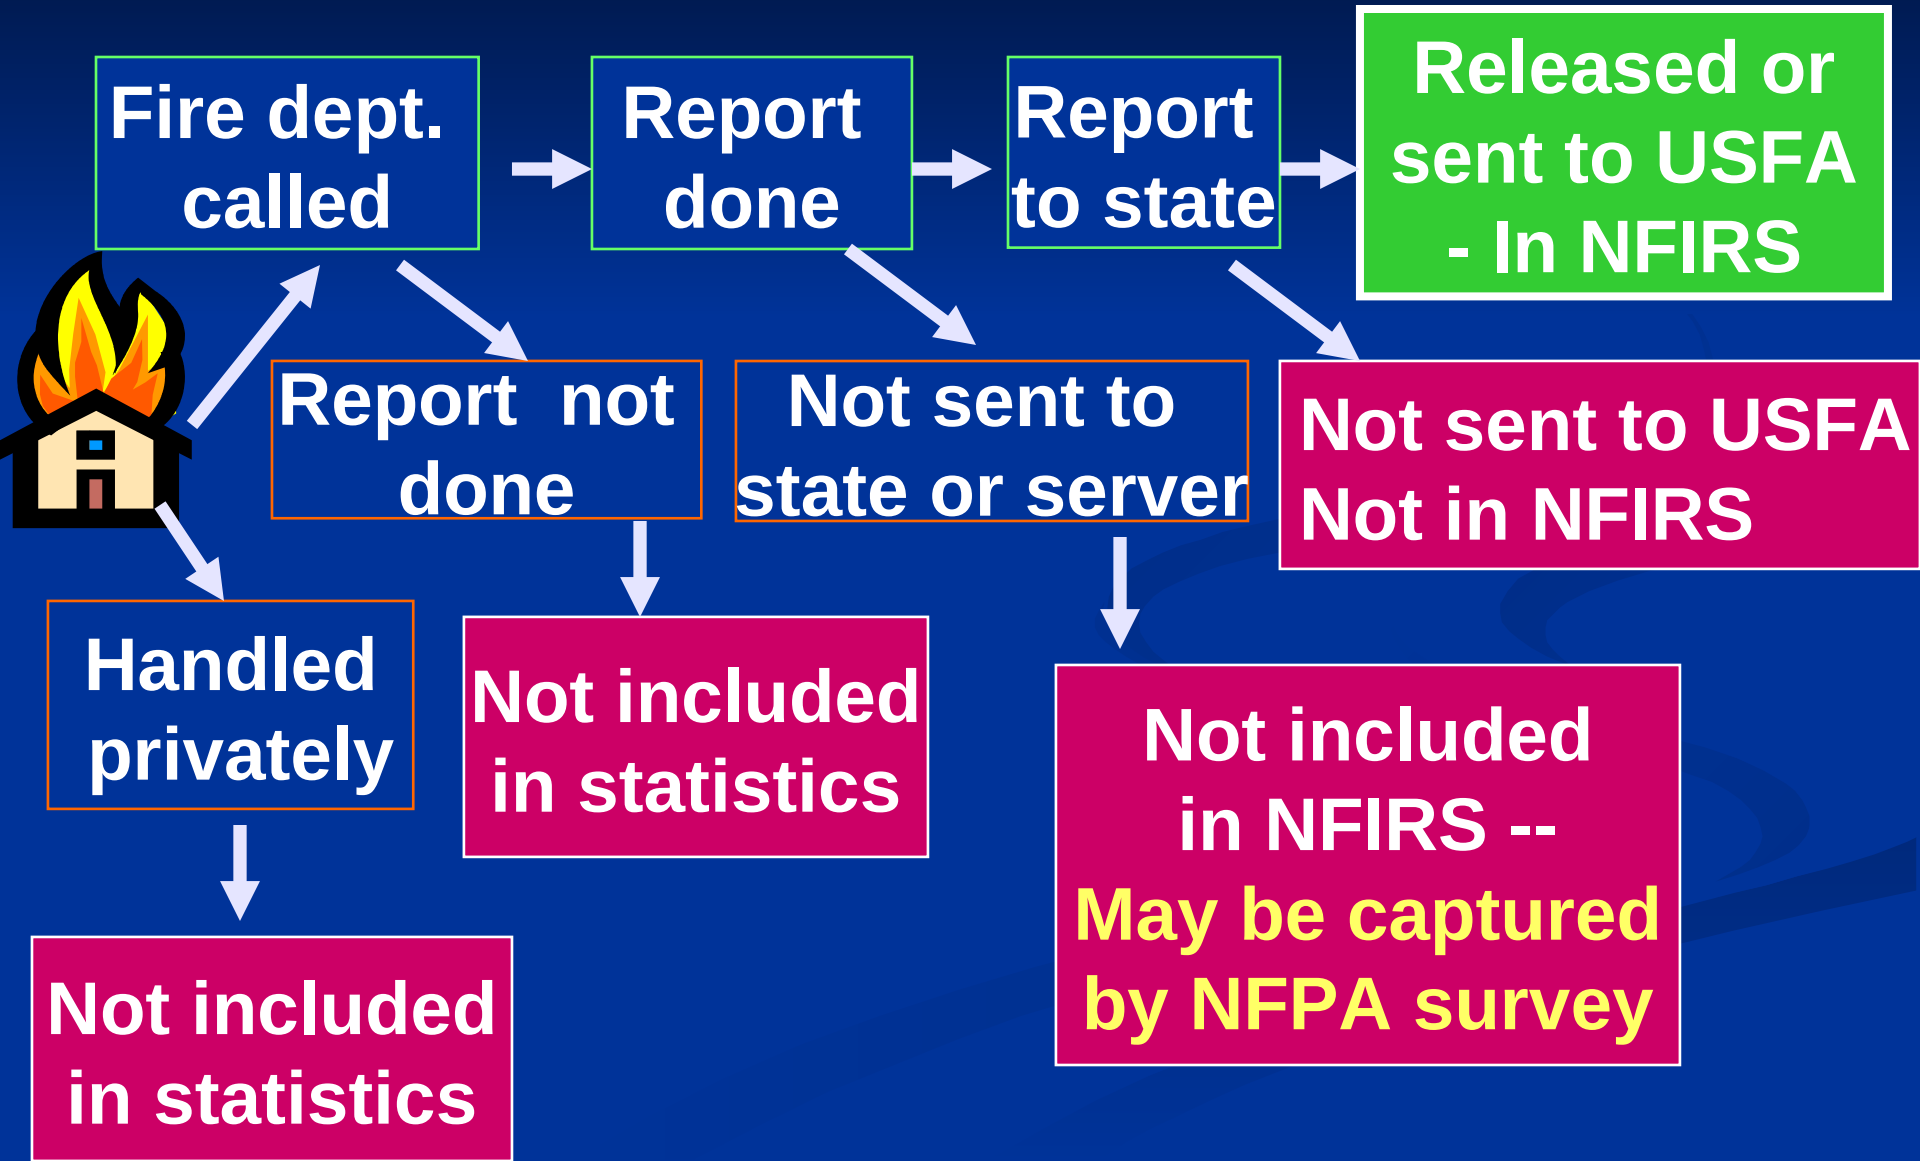 Fire dept.
called
Report
done
Report
to state
Released or
sent to USFA
- In NFIRS
Report not
done
Not sent to
state or server
Not sent to USFA
Not in NFIRS
Handled
privately
Not included
in statistics
Not included
in NFIRS --
May be captured
by NFPA survey
Not included
in statistics